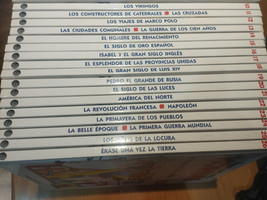 LOS VIKINGOS
LOS CONSTRUCTORES DE CATEDRALES ■ LAS CRUZADAS
LOS VIAJES DE MARCO POLO
LAS CIUDADES COMUNALES ■ LA GUERRA DE LOS CIEN AÑOS
EL HOMBRE DEL RENACIMIENTO
EL SIGLO DE ORO ESPAÑOL
ISABEL I Y EL GRAN SIGLO INGLÉS
EL ESPLENDOR DE LAS PROVINCIAS UNIDAS
EL GRAN SIGLO DE LUIS XIV
PEDRO EL GRANDE DE RUSIA
EL SIGLO DE LAS LUCES
AMÉRICA DEL NORTE
LA REVOLUCIÓN FRANCESA ■ NAPOLEÓN
LA PRIMAVERA DE LOS PUEBLOS
LA BELLE ÉPOQUE ■ LA PRIMERA GUERRA MUNDIAL
LOS DE LA LOCURA
ÉRASE UNA VEZ LA TIERRA